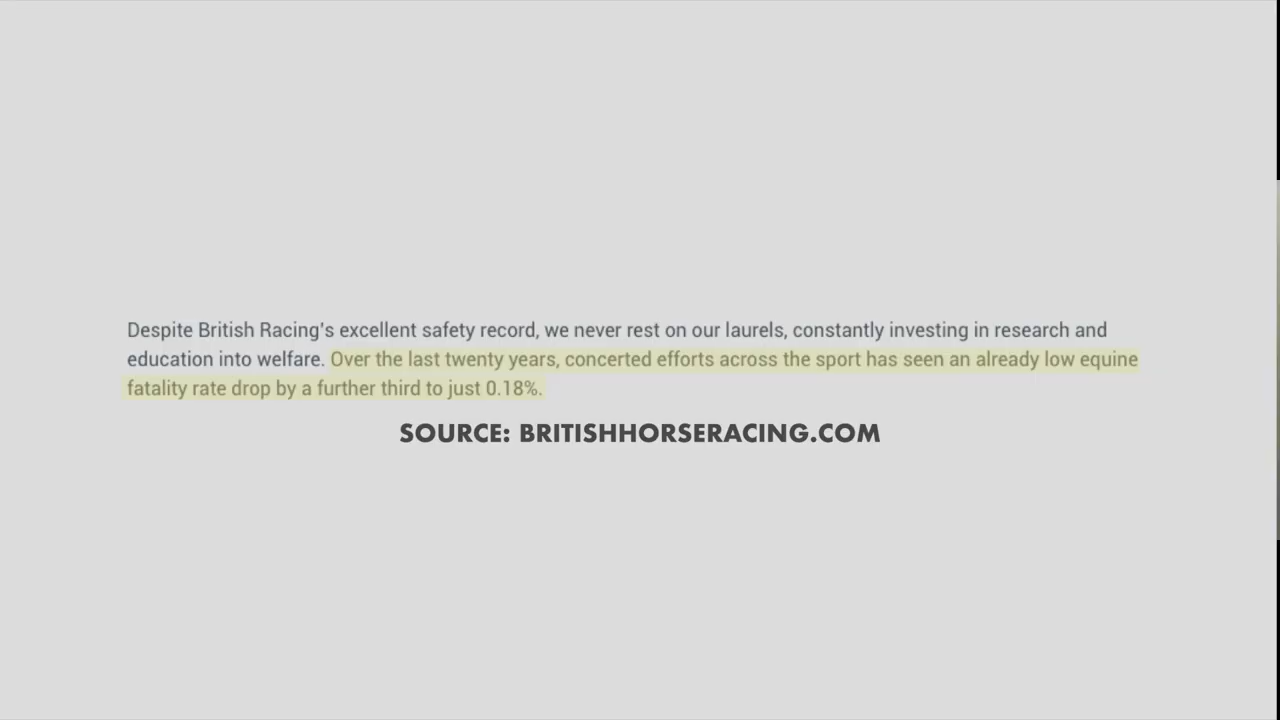 Despite British Racing's excellent safety record, we never rest on our laurels, constantly investing in research and
education into welfare. Over the last twenty years, concerted efforts across the sport has seen an already low equine
fatality rate drop by a further third to just 0.18%.
SOURCE: BRITISHHORSERACING.COM